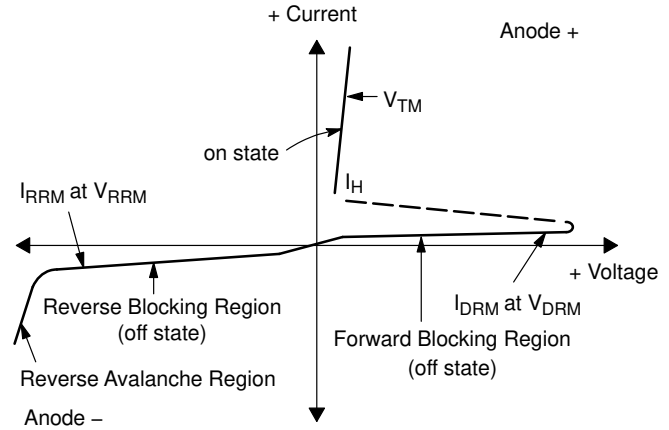 + Current
Anode +
V_TM
on state
I_H
I_RRM at V_RRM
+ Voltage
Reverse Blocking Region
(off state)
I_DRM at V_DRM
Forward Blocking Region
(off state)
Reverse Avalanche Region
Anode −